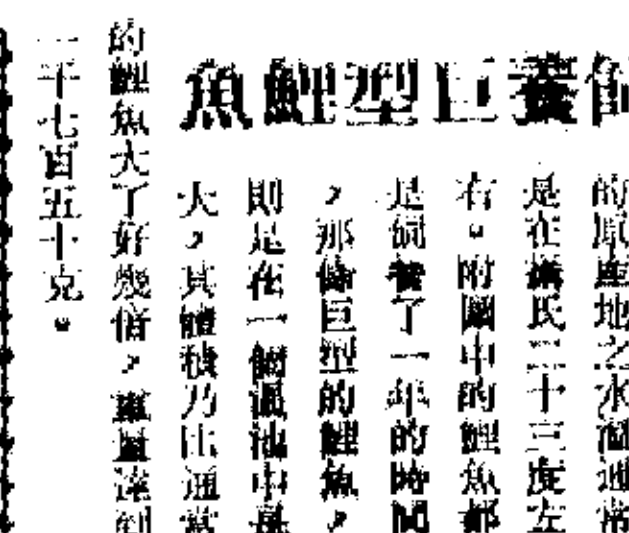 飼養巨型鯉魚
的原產地之水溫通常
是在攝氏二十三度左
右。附圖中的鯉魚都
是飼養了一年的時間
，那條巨型的鯉魚，
則是在一個溫池中長
大，其體積乃比通常
的鯉魚大了好幾倍，重量達到
一千七百五十克。